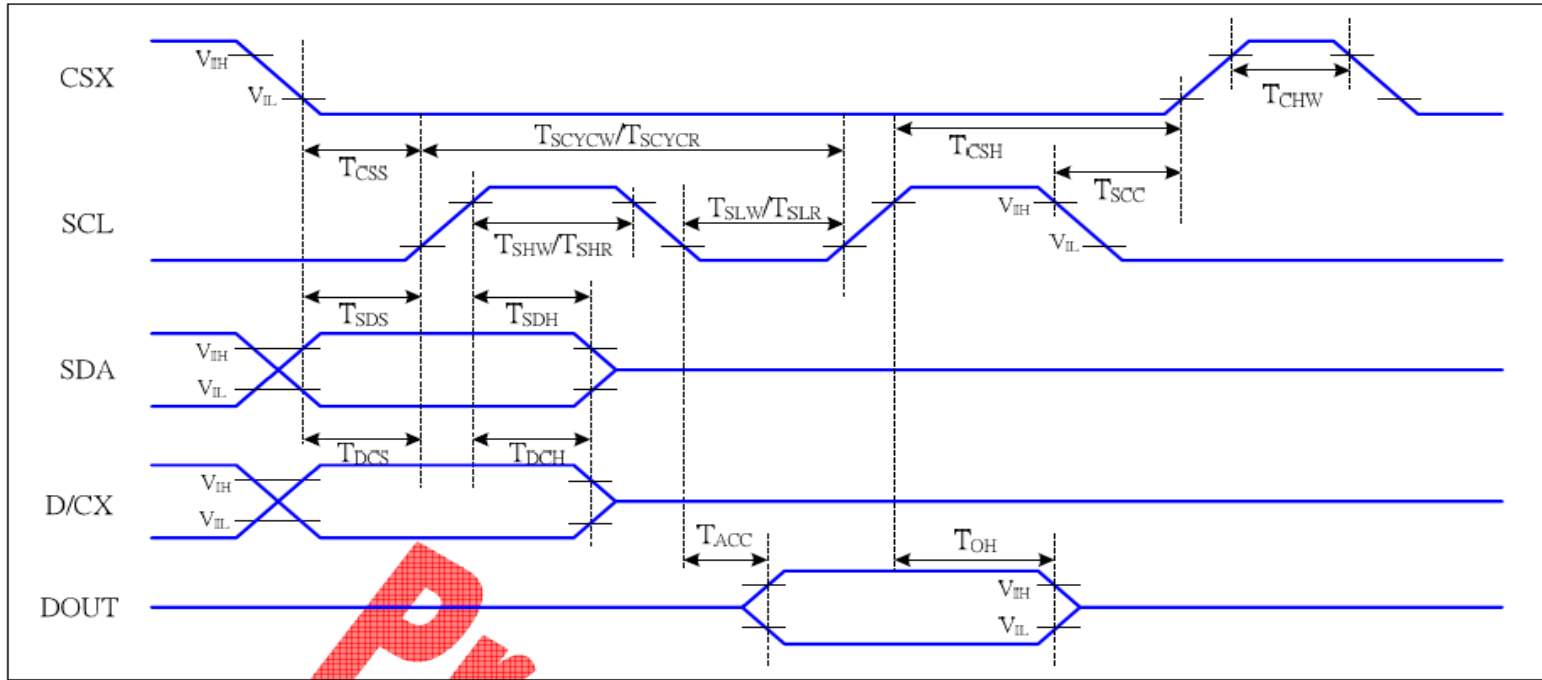 CSX
VIH
VIL
TCSS
TSCYCW/TSCYCR
TCSH
TCHW
TSCC
SCL
TSHW/TSHR
TSLW/TSLR
VIH
VIL
TSDS
TSDH
SDA
VIH
VIL
TDCS
TDCH
D/CX
VIH
VIL
TACC
TOH
DOUT
VIH
VIL
Pr